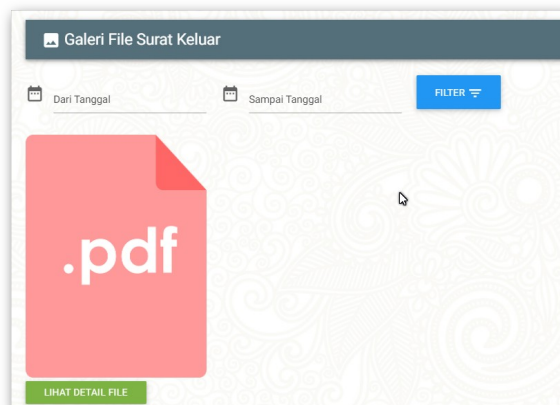 Galeri File Surat Keluar
Dari Tanggal
Sampai Tanggal
FILTER
.pdf
LIHAT DETAIL FILE